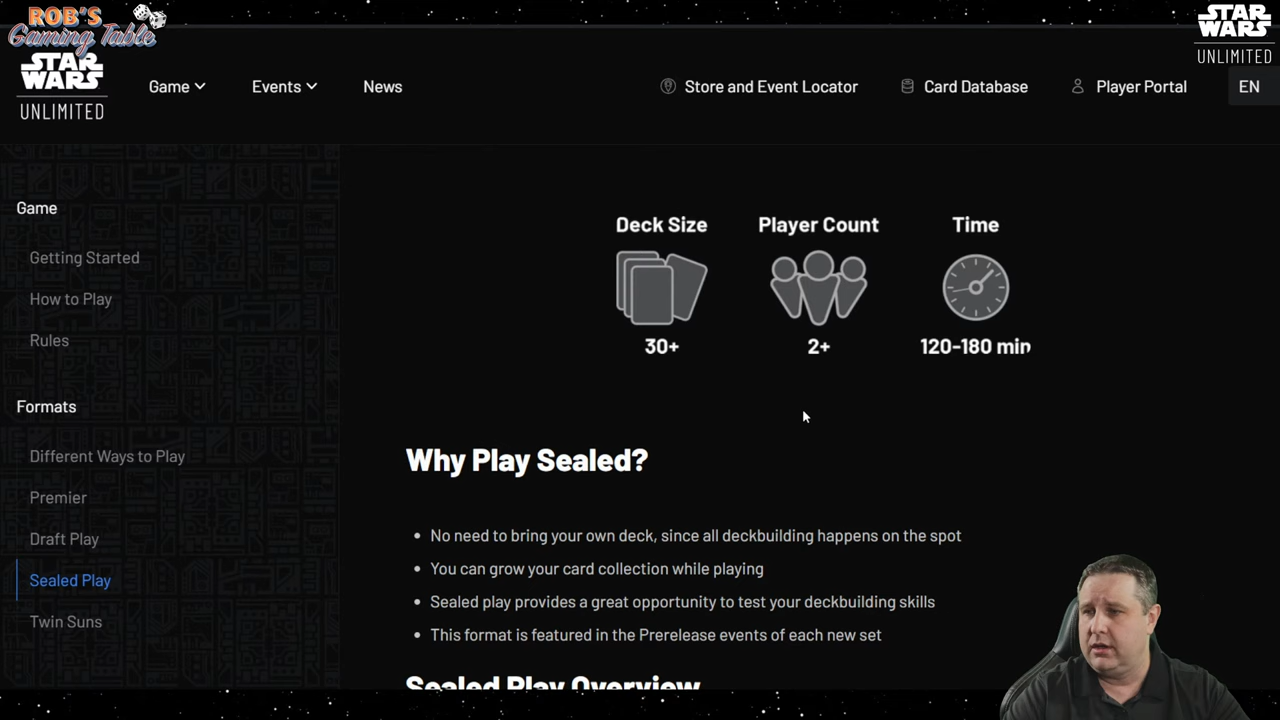 ROB'S
Gaming Table
STAR
WARS
UNLIMITED
STAR
WARS
UNLIMITED
Game
Events
News
Store and Event Locator
Card Database
Player Portal
EN
Game
Getting Started
How to Play
Rules
Formats
Different Ways to Play
Premier
Draft Play
Sealed Play
Twin Suns
Deck Size
Player Count
Time
30+
2+
120-180 min
Why Play Sealed?
• No need to bring your own deck, since all deckbuilding happens on the spot
• You can grow your card collection while playing
• Sealed play provides a great opportunity to test your deckbuilding skills
• This format is featured in the Prerelease events of each new set
Sealed Play Overview